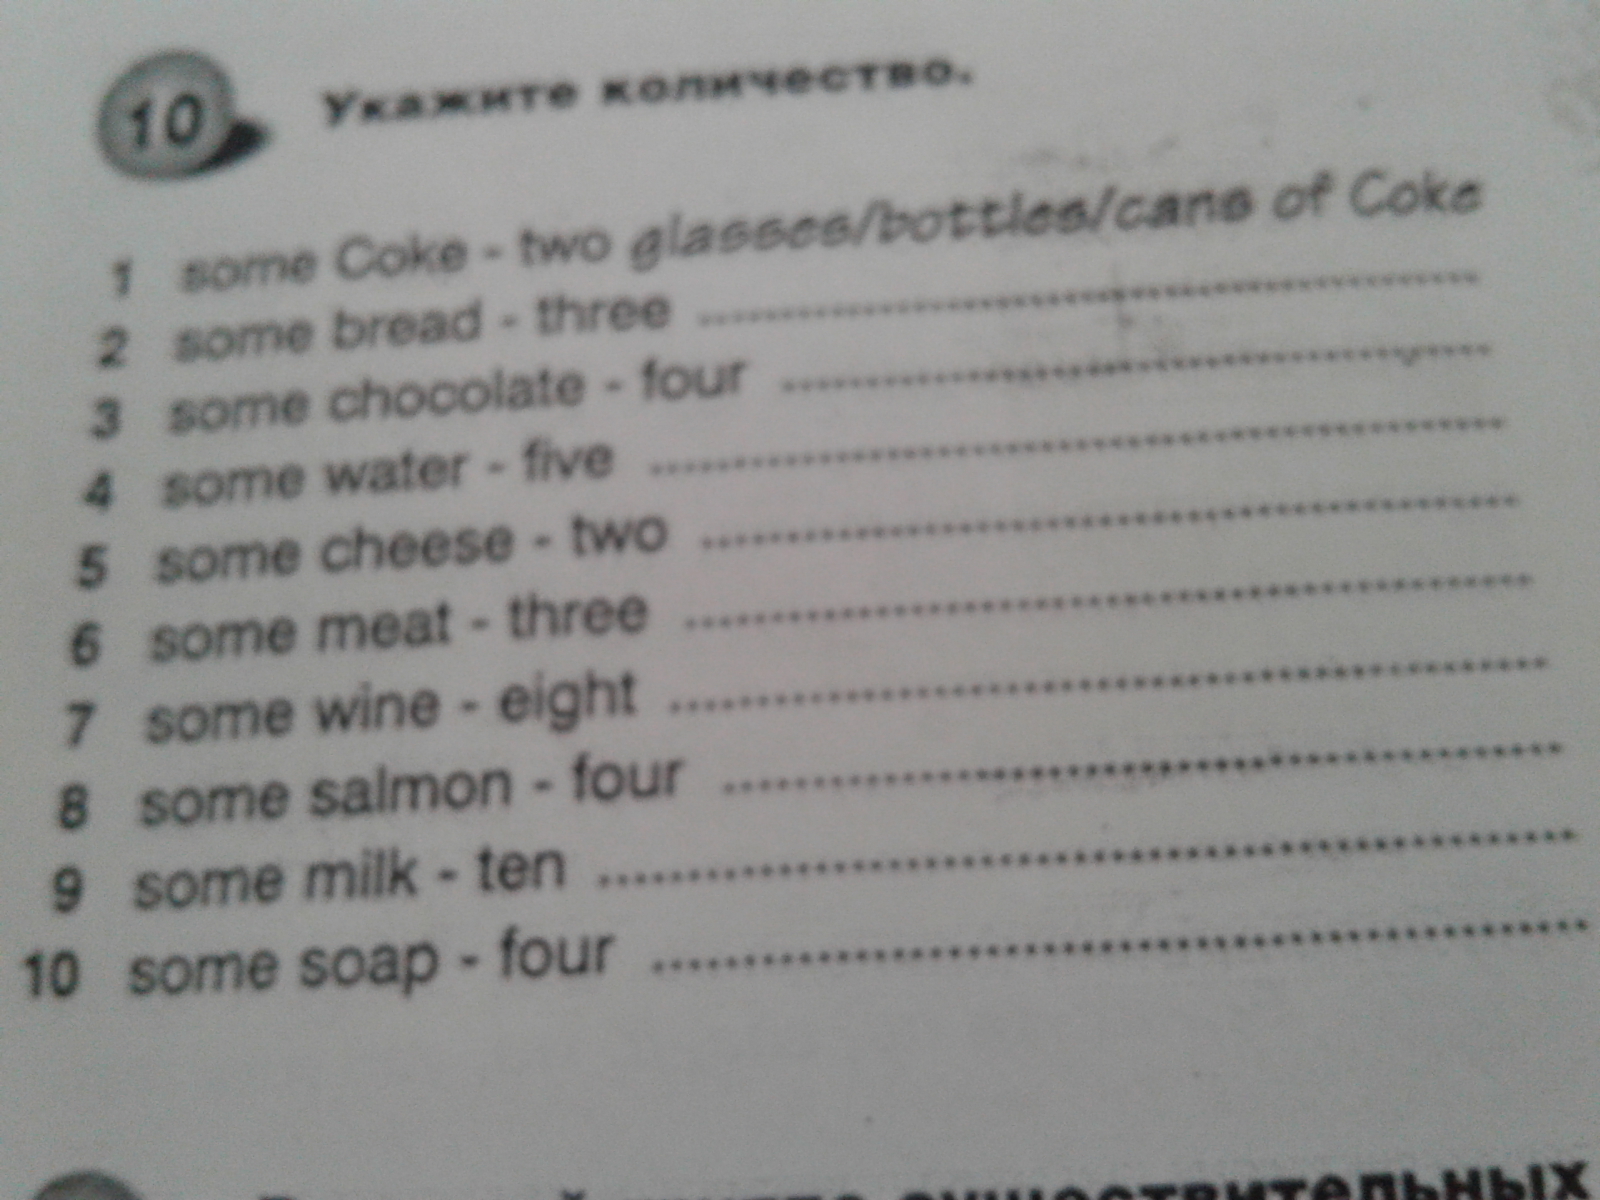 10 Укажите количество.
1 some Coke - two glasses/bottles/cans of Coke
2 some bread - three ........................................
3 some chocolate - four ........................................
4 some water - five ........................................
5 some cheese - two ........................................
6 some meat - three ........................................
7 some wine - eight ........................................
8 some salmon - four ........................................
9 some milk - ten ........................................
10 some soap - four ........................................
существительных